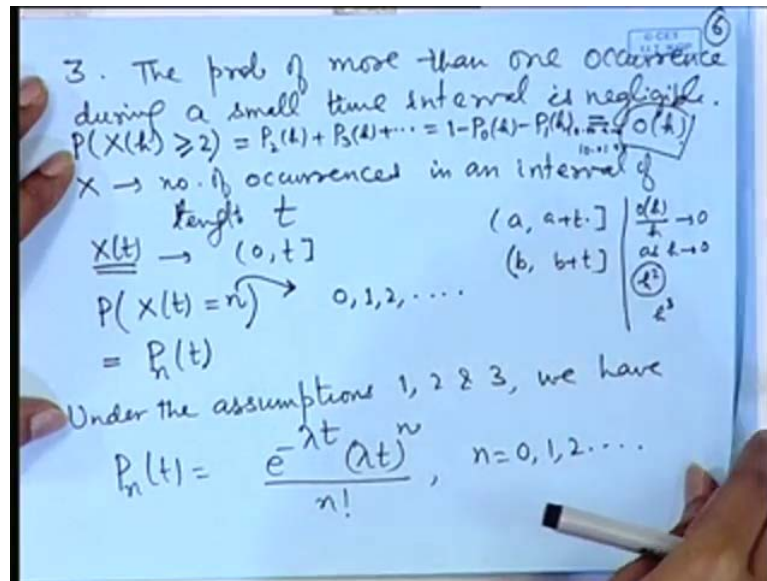 6
3. The prob of more than one occurrence
during a small time interval is negligible.
P(X(h) ≥ 2) = P₂(h) + P₃(h) + ··· = 1 - P₀(h) - P₁(h) = o(h)
X → no. of occurrences in an interval of
length t
(a, a+t.] | o(h)/h → 0
X(t) → (0, t]
(b, b+t] | as h → 0
P(X(t) = n) → 0, 1, 2, ....
h²
h³
= Pₙ(t)
Under the assumptions 1, 2 & 3, we have
Pₙ(t) = e^{-λt} (λt)^n / n! , n = 0, 1, 2 ....